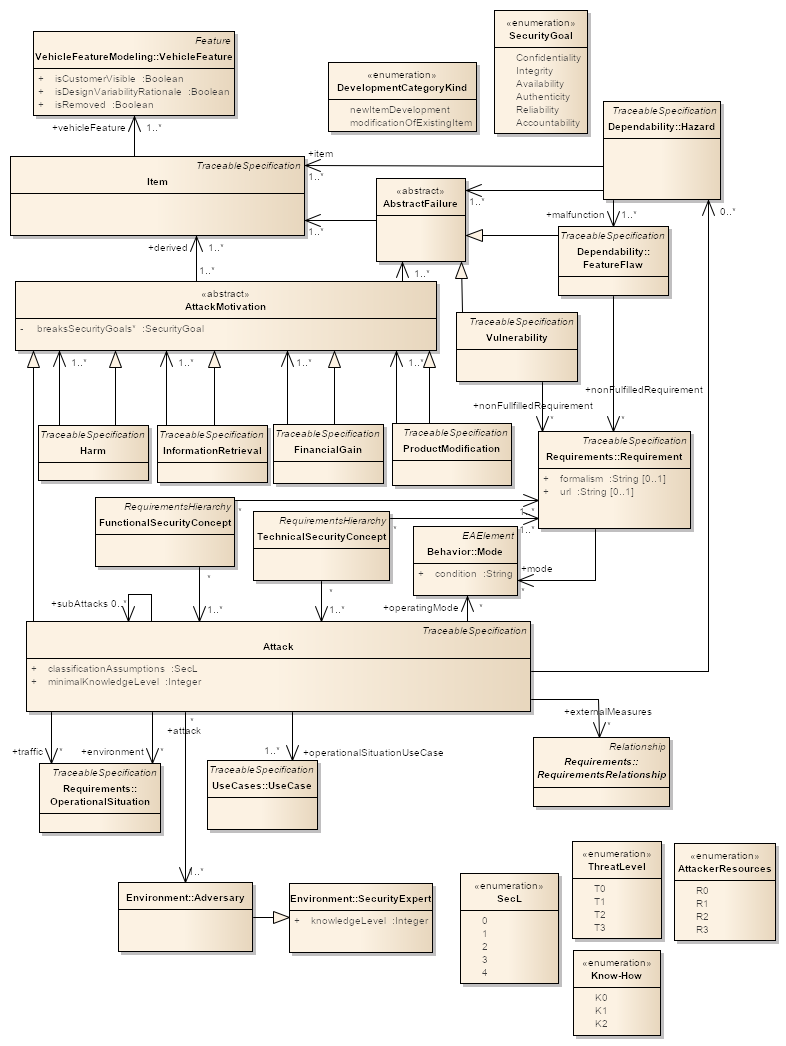 Feature
VehicleFeatureModeling::VehicleFeature
+ isCustomerVisible :Boolean
+ isDesignVariabilityRationale :Boolean
+ isRemoved :Boolean
«enumeration»
DevelopmentCategoryKind
newItemDevelopment
modificationOfExistingItem
«enumeration»
SecurityGoal
Confidentiality
Integrity
Availability
Authenticity
Reliability
Accountability
TraceableSpecification
Dependability::Hazard
+vehicleFeature 1..*
TraceableSpecification
Item
+item
1..*
«abstract»
AbstractFailure
1..*
1..*
+malfunction 1..*
0..*
TraceableSpecification
Dependability::
FeatureFlaw
+derived 1..*
1..*
1..*
«abstract»
AttackMotivation
- breaksSecurityGoals* :SecurityGoal
TraceableSpecification
Vulnerability
1..*
1..*
1..*
1..*
+nonFulfilledRequirement
*
+nonFullfilledRequirement
*
TraceableSpecification
Harm
TraceableSpecification
InformationRetrieval
TraceableSpecification
FinancialGain
TraceableSpecification
ProductModification
TraceableSpecification
Requirements::Requirement
+ formalism :String [0..1]
+ url :String [0..1]
RequirementsHierarchy
FunctionalSecurityConcept
*
1..*
RequirementsHierarchy
TechnicalSecurityConcept
*
1..*
EAElement
Behavior::Mode
+ condition :String
+mode
*
*
1..*
*
1..*
+operatingMode
*
+subAttacks 0..*
TraceableSpecification
Attack
+ classificationAssumptions :SecL
+ minimalKnowledgeLevel :Integer
+traffic
*
+environment
*
*
+attack
1..*
+operationalSituationUseCase
+externalMeasures
*
TraceableSpecification
Requirements::
OperationalSituation
TraceableSpecification
UseCases::UseCase
Relationship
Requirements::
RequirementsRelationship
1..*
Environment::Adversary
Environment::SecurityExpert
+ knowledgeLevel :Integer
«enumeration»
SecL
0
1
2
3
4
«enumeration»
ThreatLevel
T0
T1
T2
T3
«enumeration»
AttackerResources
R0
R1
R2
R3
«enumeration»
Know-How
K0
K1
K2